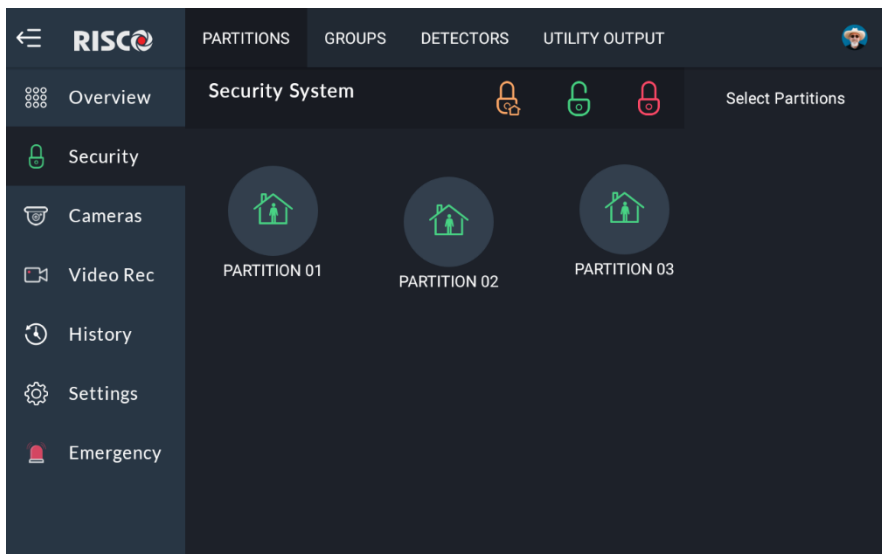 RISCO
PARTITIONS GROUPS DETECTORS UTILITY OUTPUT
Overview
Security System
Select Partitions
Security
Cameras
Video Rec
History
Settings
Emergency
PARTITION 01
PARTITION 02
PARTITION 03